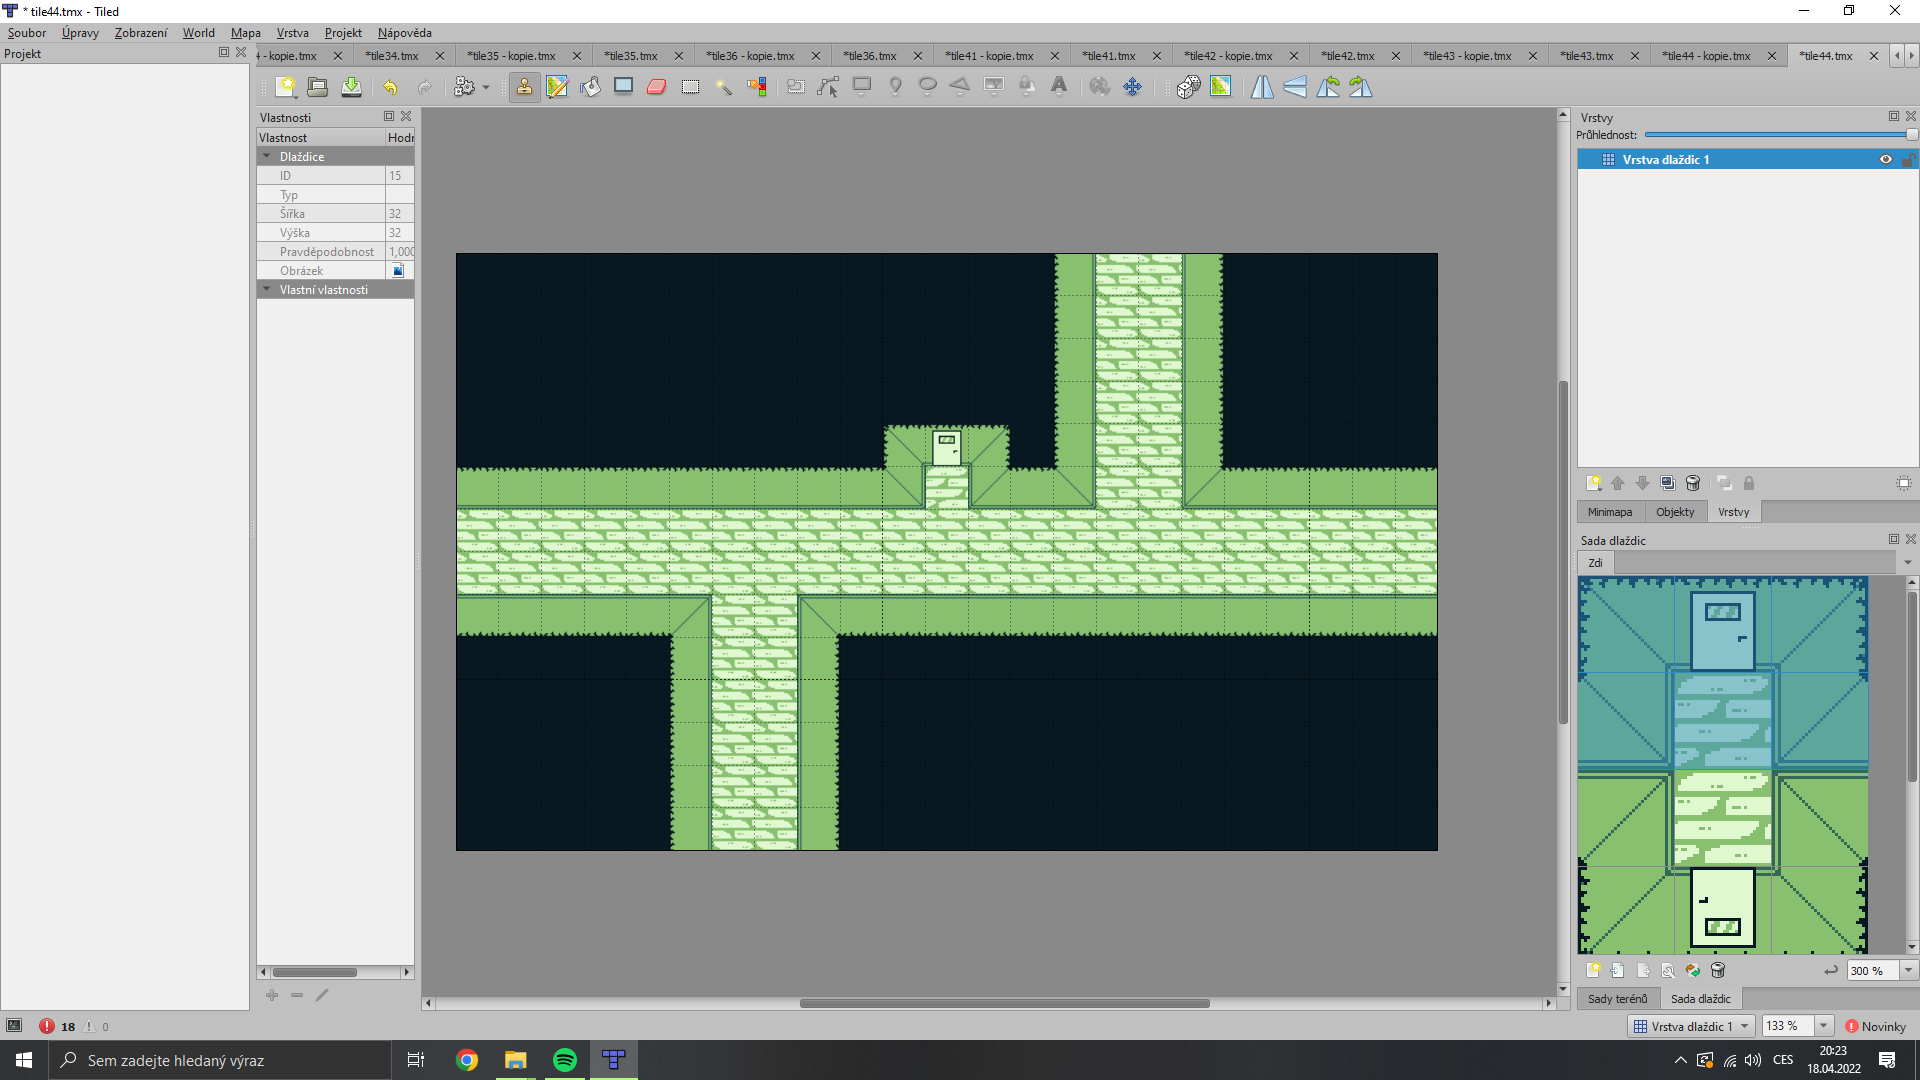 * tile44.tmx - Tiled
Soubor Úpravy Zobrazení World Mapa Vrstva Projekt Nápověda
Projekt
- kopie.tmx *tile34.tmx *tile35 - kopie.tmx *tile35.tmx *tile36 - kopie.tmx *tile36.tmx *tile41 - kopie.tmx *tile41.tmx *tile42 - kopie.tmx *tile42.tmx *tile43 - kopie.tmx *tile43.tmx *tile44 - kopie.tmx *tile44.tmx
Vlastnosti
Vlastnost Hodr
Dlaždice
ID 15
Typ
Šířka 32
Výška 32
Pravděpodobnost 1,000
Obrázek
Vlastní vlastnosti
Vrstvy
Průhlednost:
Vrstva dlaždic 1
Minimapa Objekty Vrstvy
Sada dlaždic
Zdi
300 %
Sady terénů Sada dlaždic
18 0
Vrstva dlaždic 1 133 % Novinky
Sem zadejte hledaný výraz
CES
20:23
18.04.2022